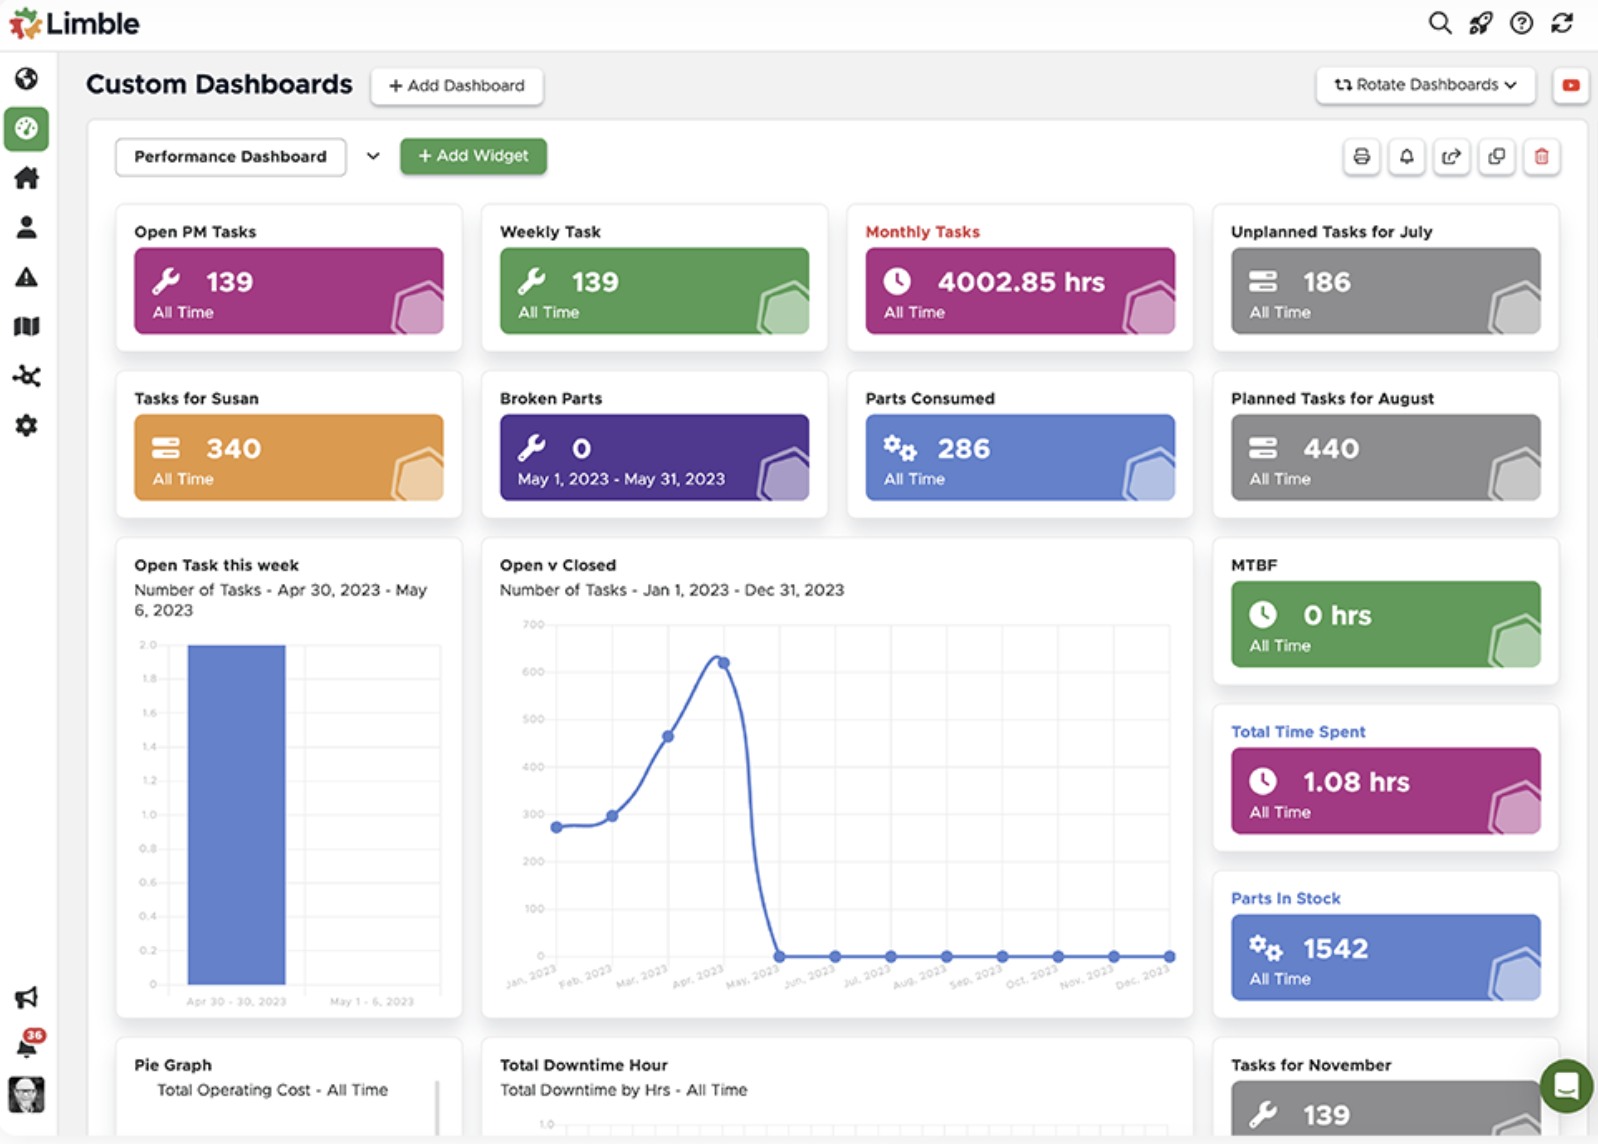 Limble
Custom Dashboards
+ Add Dashboard
Rotate Dashboards
Performance Dashboard
+ Add Widget
Open PM Tasks
139
All Time
Weekly Task
139
All Time
Monthly Tasks
4002.85 hrs
All Time
Unplanned Tasks for July
186
All Time
Tasks for Susan
340
All Time
Broken Parts
0
May 1, 2023 - May 31, 2023
Parts Consumed
286
All Time
Planned Tasks for August
440
All Time
Open Task this week
Number of Tasks - Apr 30, 2023 - May
6, 2023
2.0
1.8
1.6
1.4
1.2
1.0
0.8
0.6
0.4
0.2
0
Apr 30 - 30, 2023
May 1 - 6, 2023
Open v Closed
Number of Tasks - Jan 1, 2023 - Dec 31, 2023
700
600
500
400
300
200
100
0
Jan, 2023
Feb, 2023
Mar, 2023
Apr, 2023
May, 2023
Jun, 2023
Jul, 2023
Aug, 2023
Sep, 2023
Oct, 2023
Nov, 2023
Dec, 2023
MTBF
0 hrs
All Time
Total Time Spent
1.08 hrs
All Time
Parts In Stock
1542
All Time
36
Pie Graph
Total Operating Cost - All Time
Total Downtime Hour
Total Downtime by Hrs - All Time
1.0
Tasks for November
139